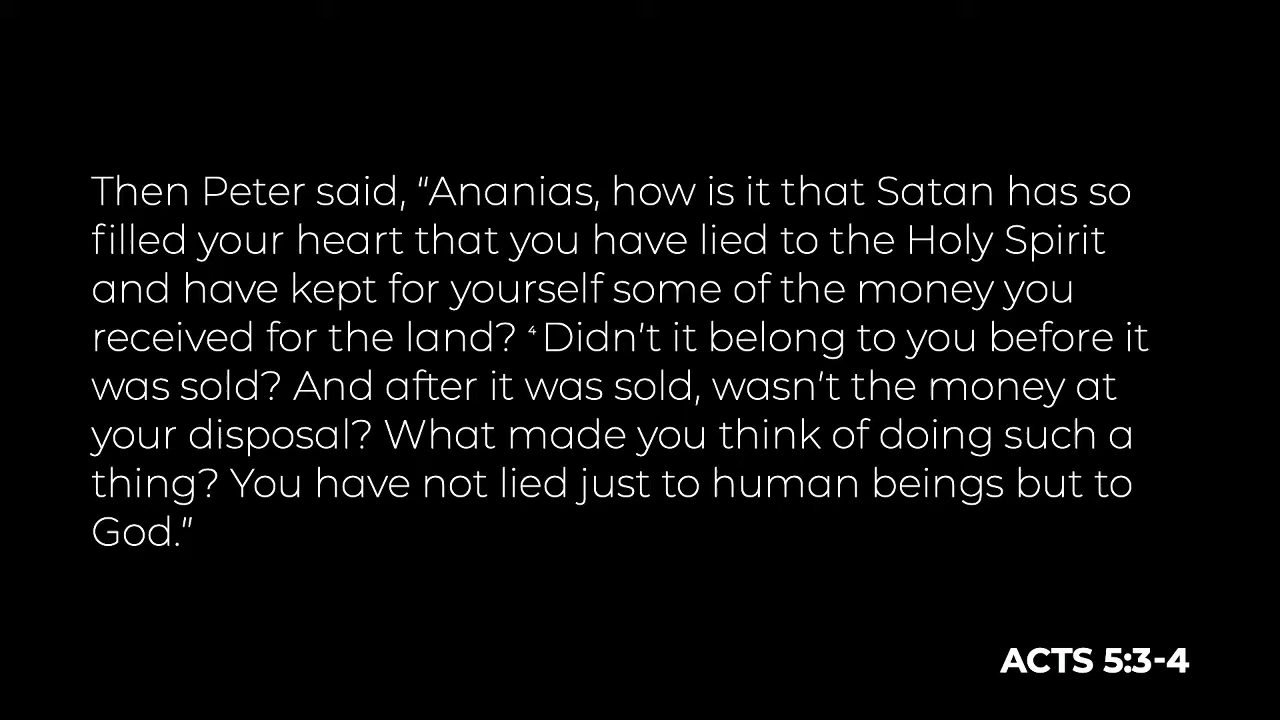 Then Peter said, “Ananias, how is it that Satan has so
filled your heart that you have lied to the Holy Spirit
and have kept for yourself some of the money you
received for the land? ⁴ Didn’t it belong to you before it
was sold? And after it was sold, wasn’t the money at
your disposal? What made you think of doing such a
thing? You have not lied just to human beings but to
God.”
ACTS 5:3-4